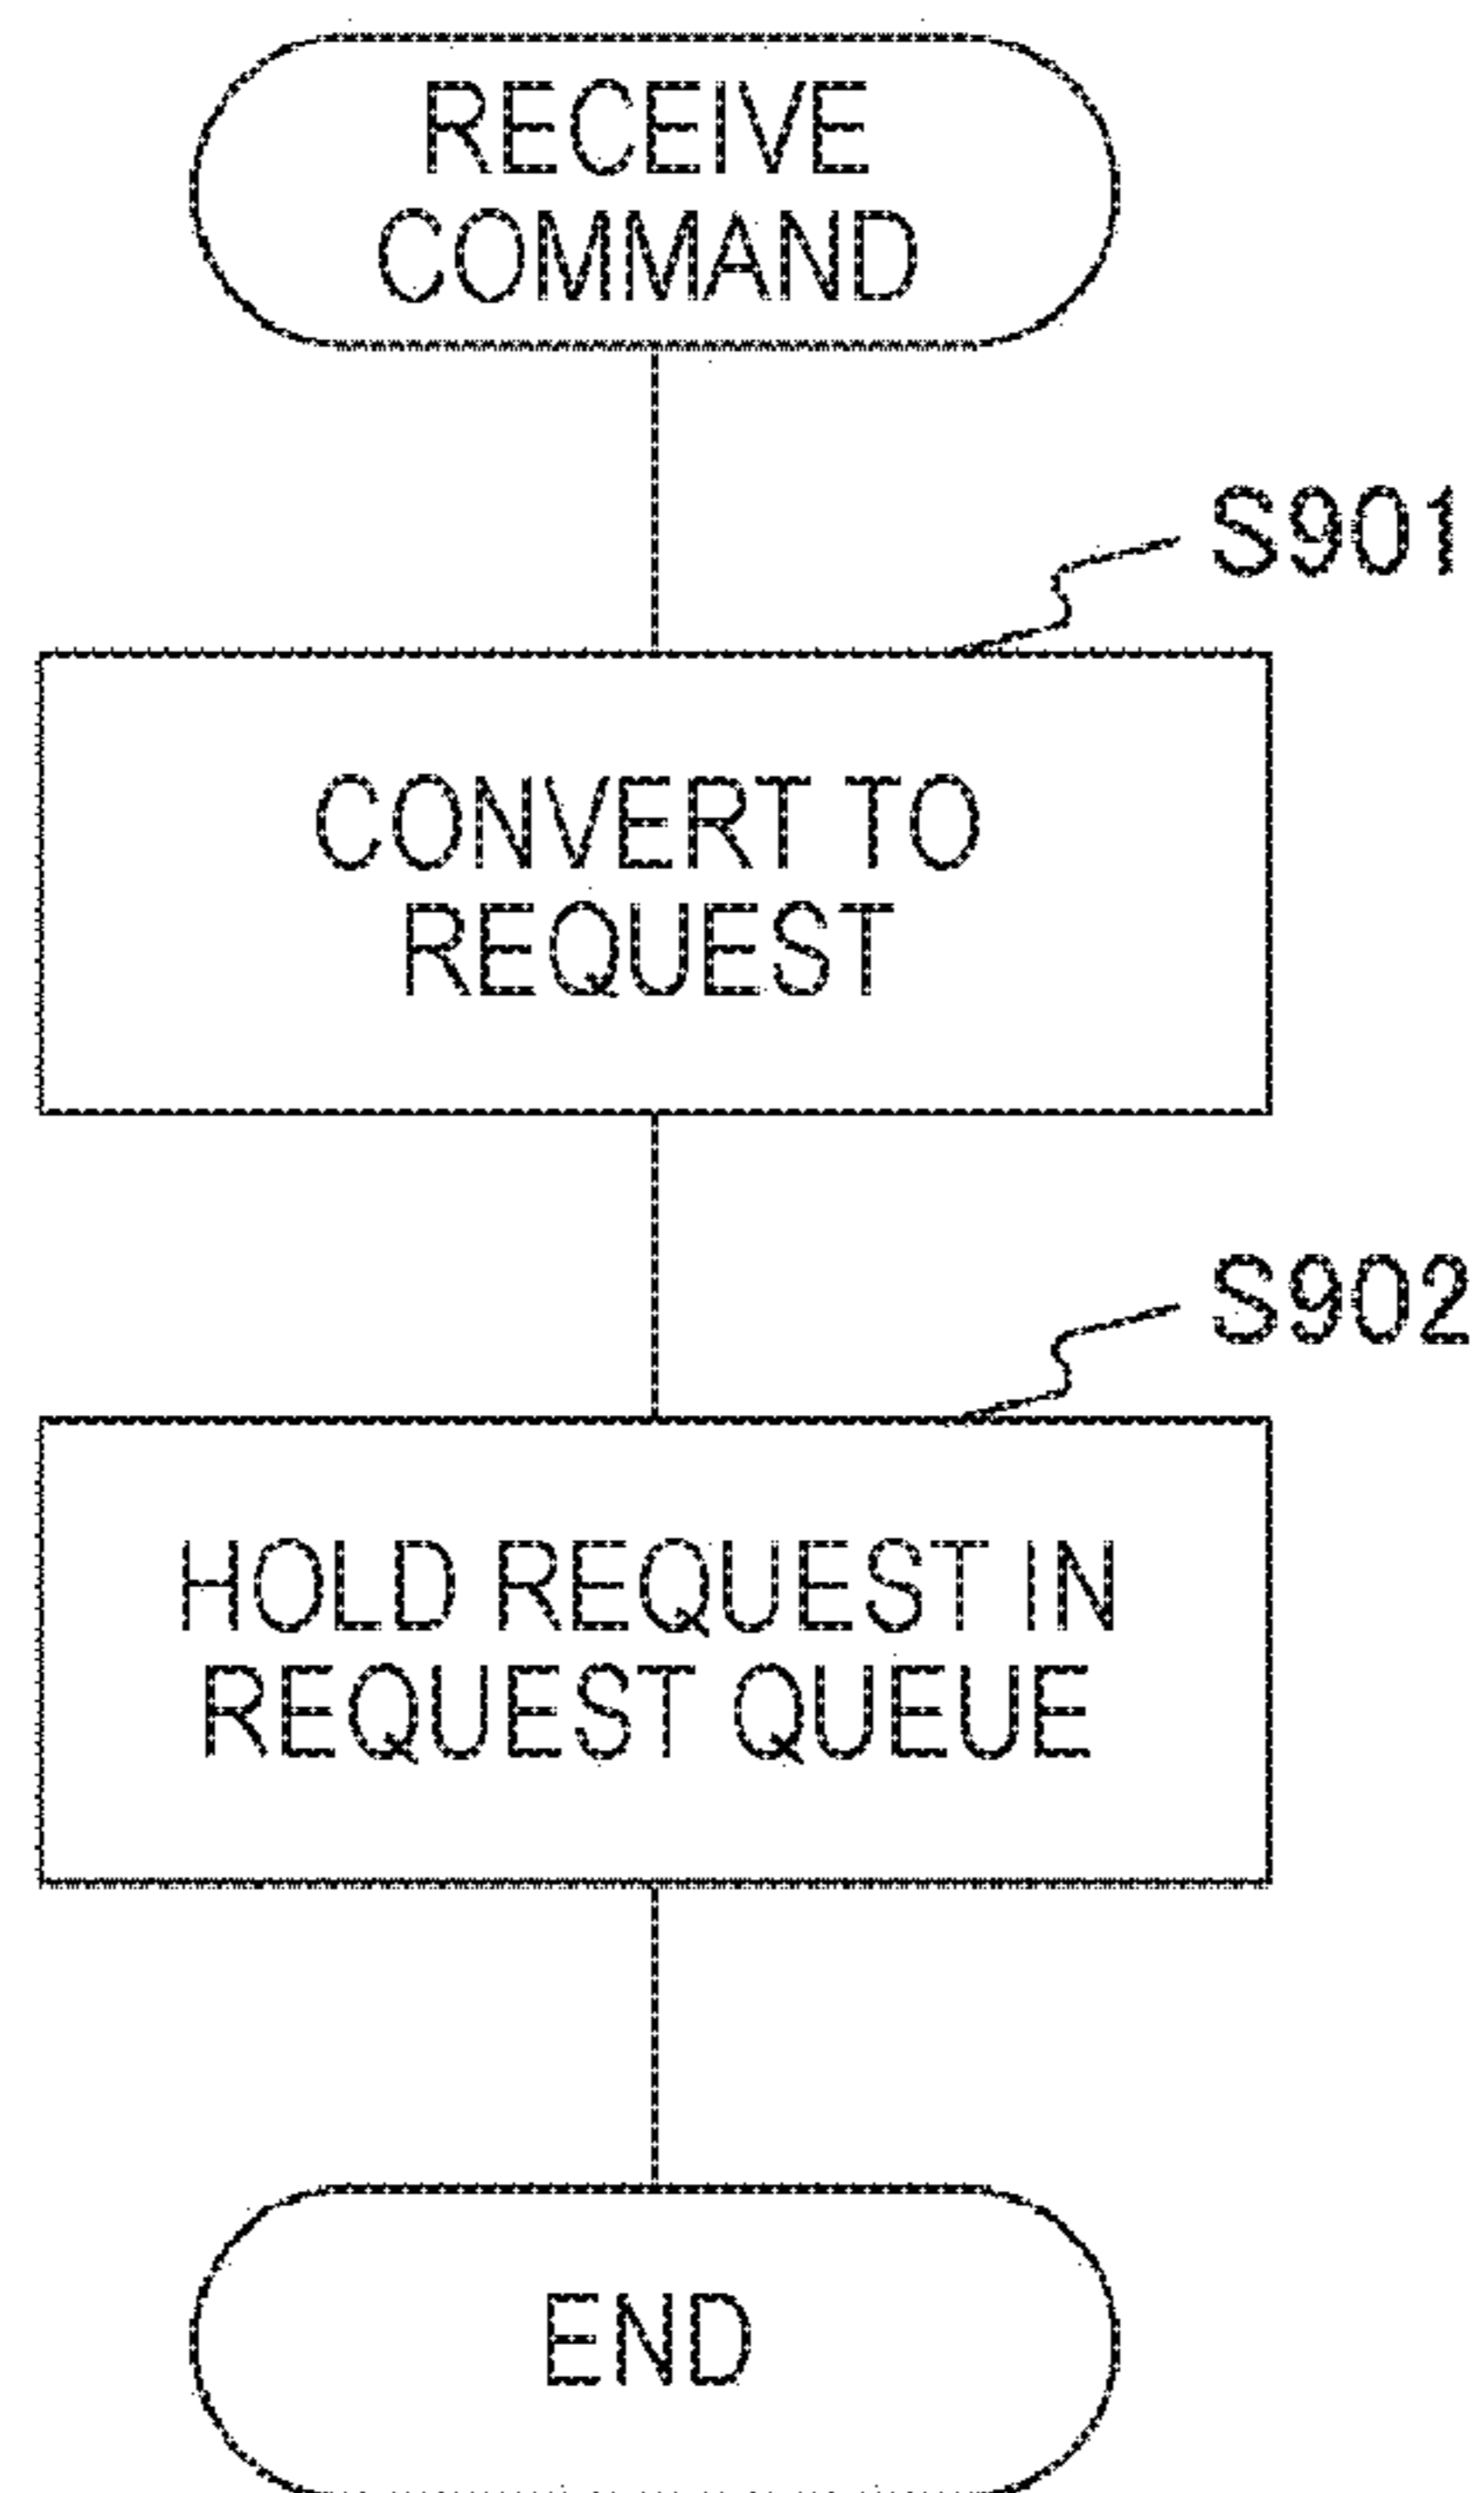 RECEIVE
COMMAND
S901
CONVERT TO
REQUEST
S902
HOLD REQUEST IN
REQUEST QUEUE
END